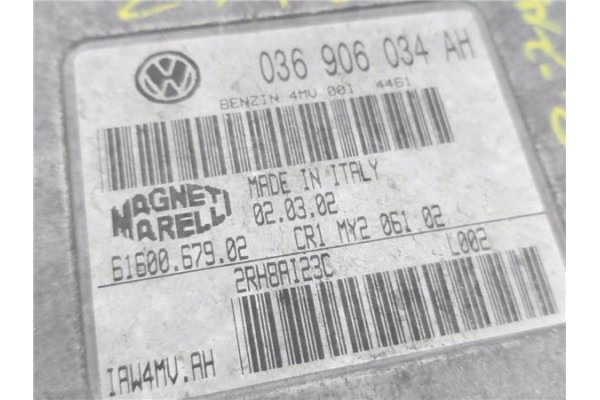 036 906 034 AH
BENZIN 4MV 001 4461
MAGNETI MARELLI
MADE IN ITALY
02.03.02
61600.679.02 CR1 MY2 061 02
2RH8AI23C L002
IAW4MV.AH